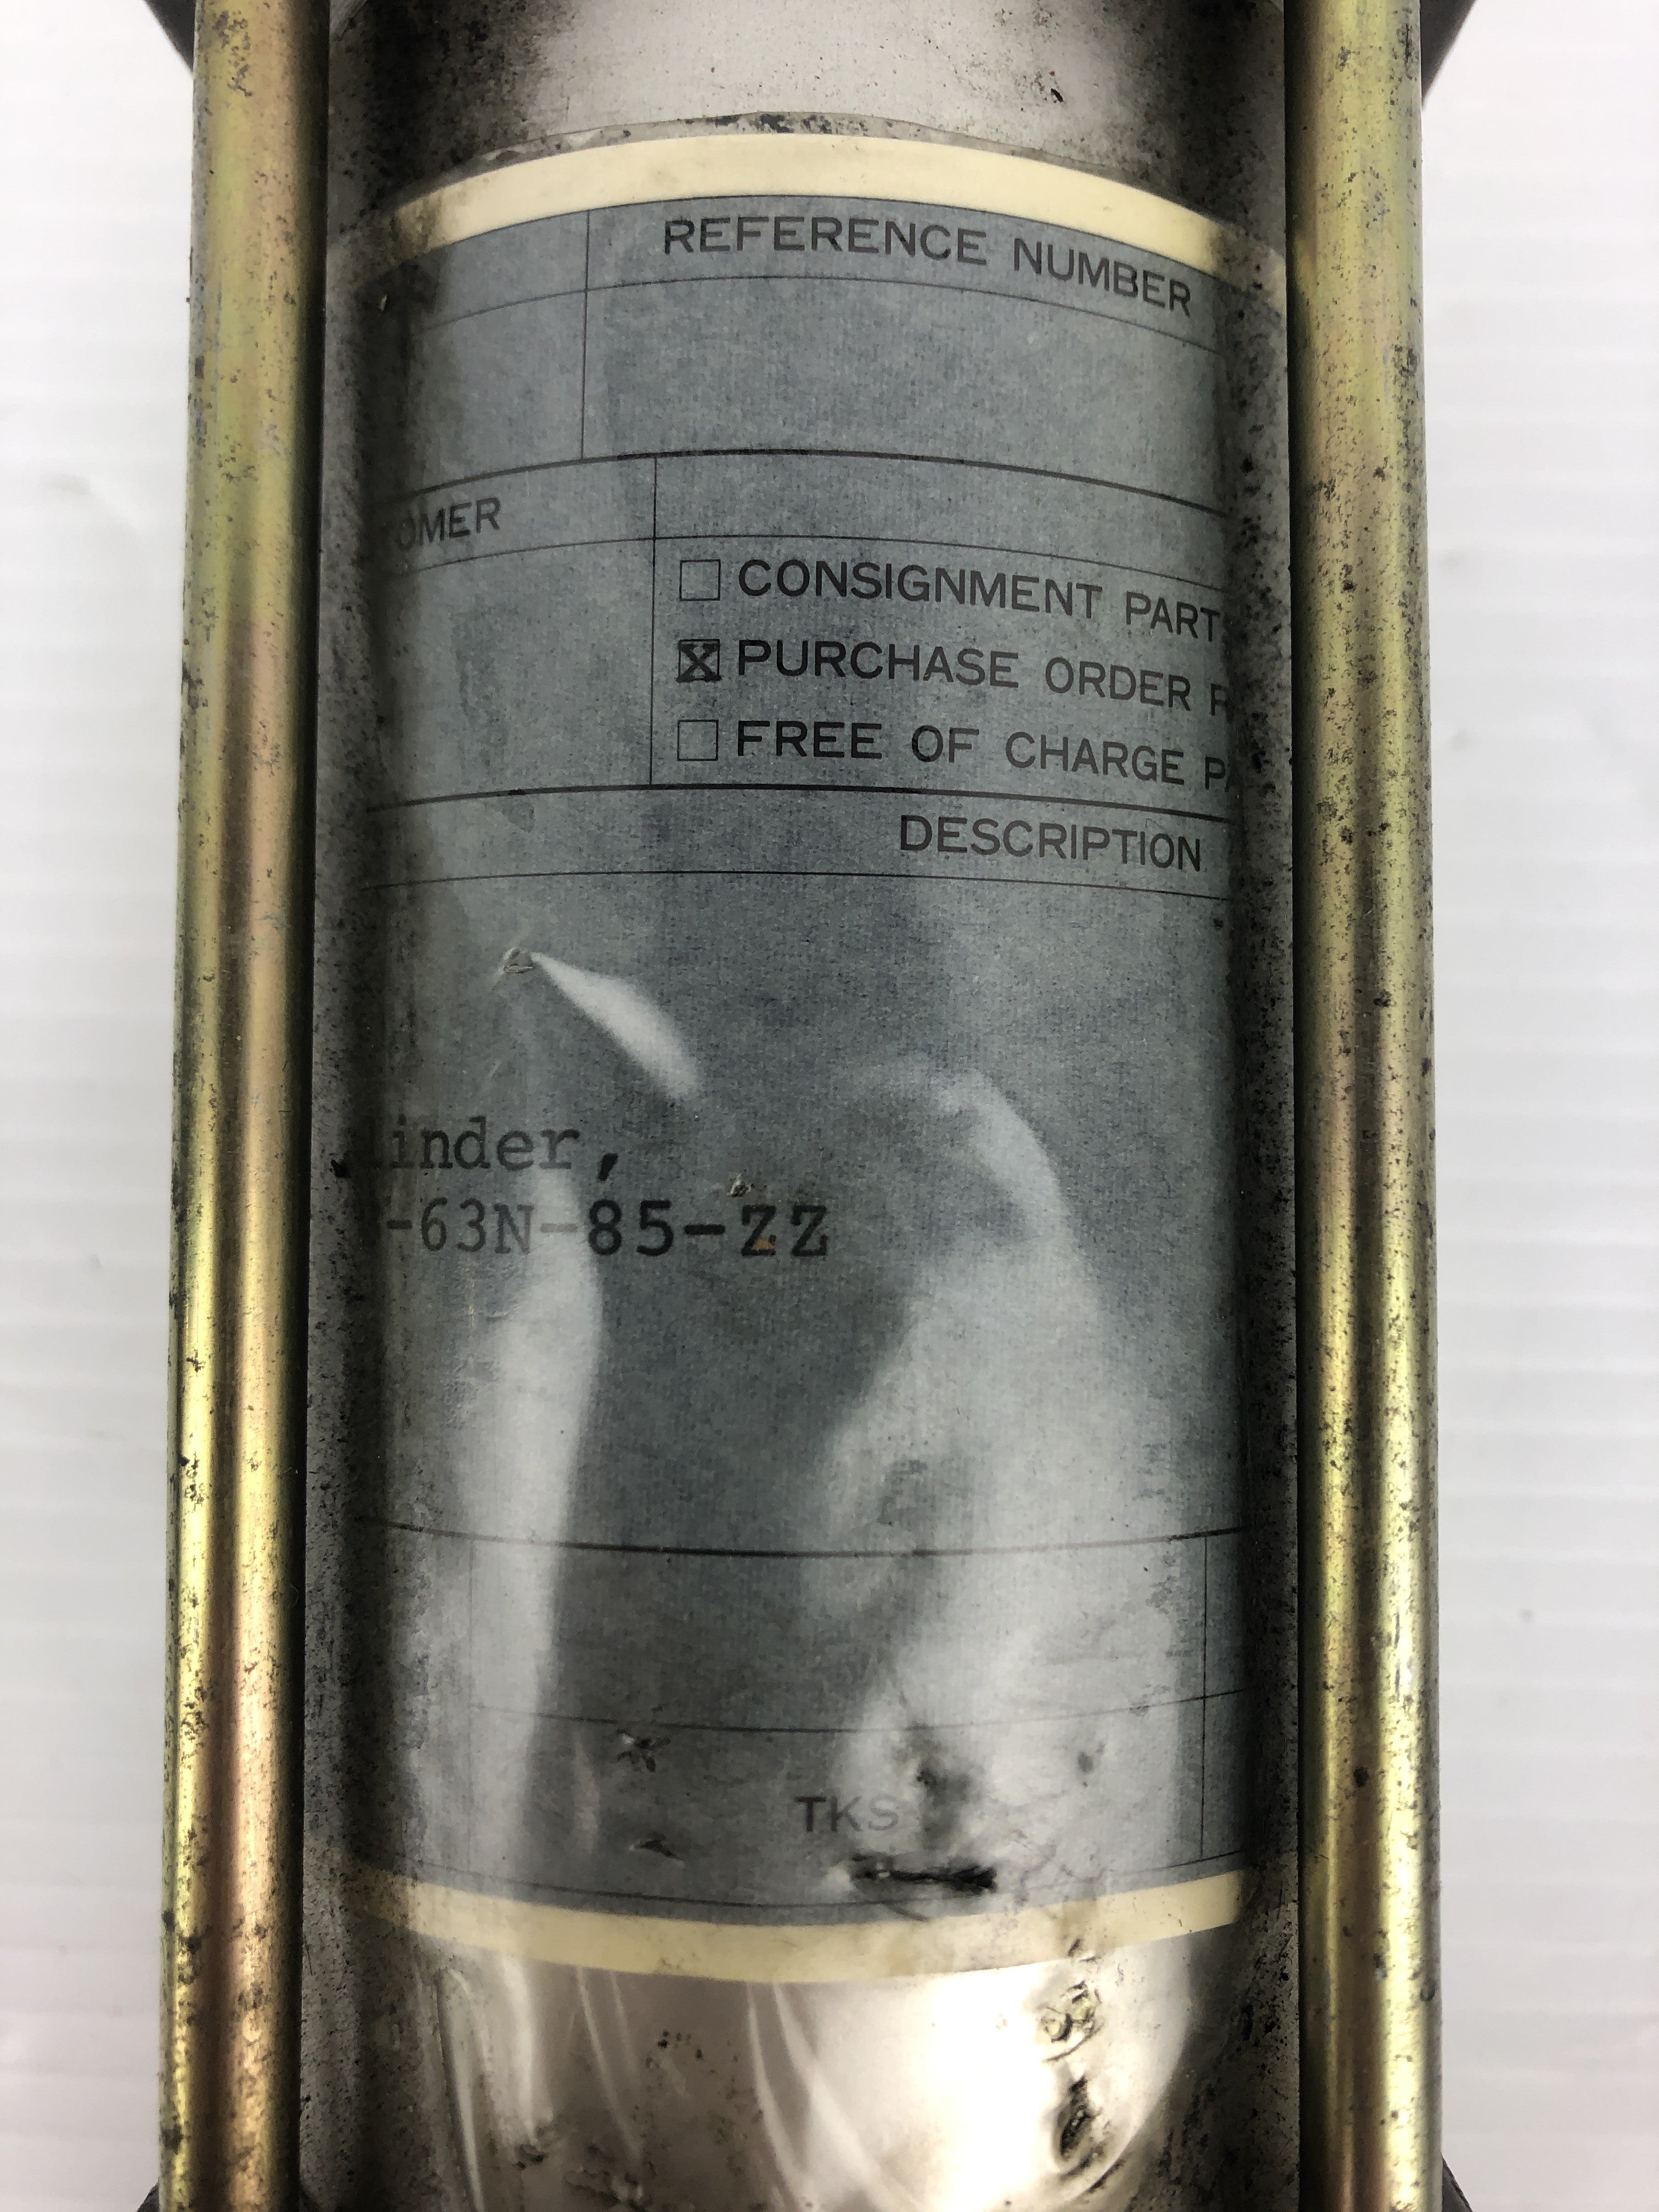 REFERENCE NUMBER
OMER
CONSIGNMENT PART
PURCHASE ORDER
FREE OF CHARGE
DESCRIPTION
linder,
-63N-85-ZZ
TKS